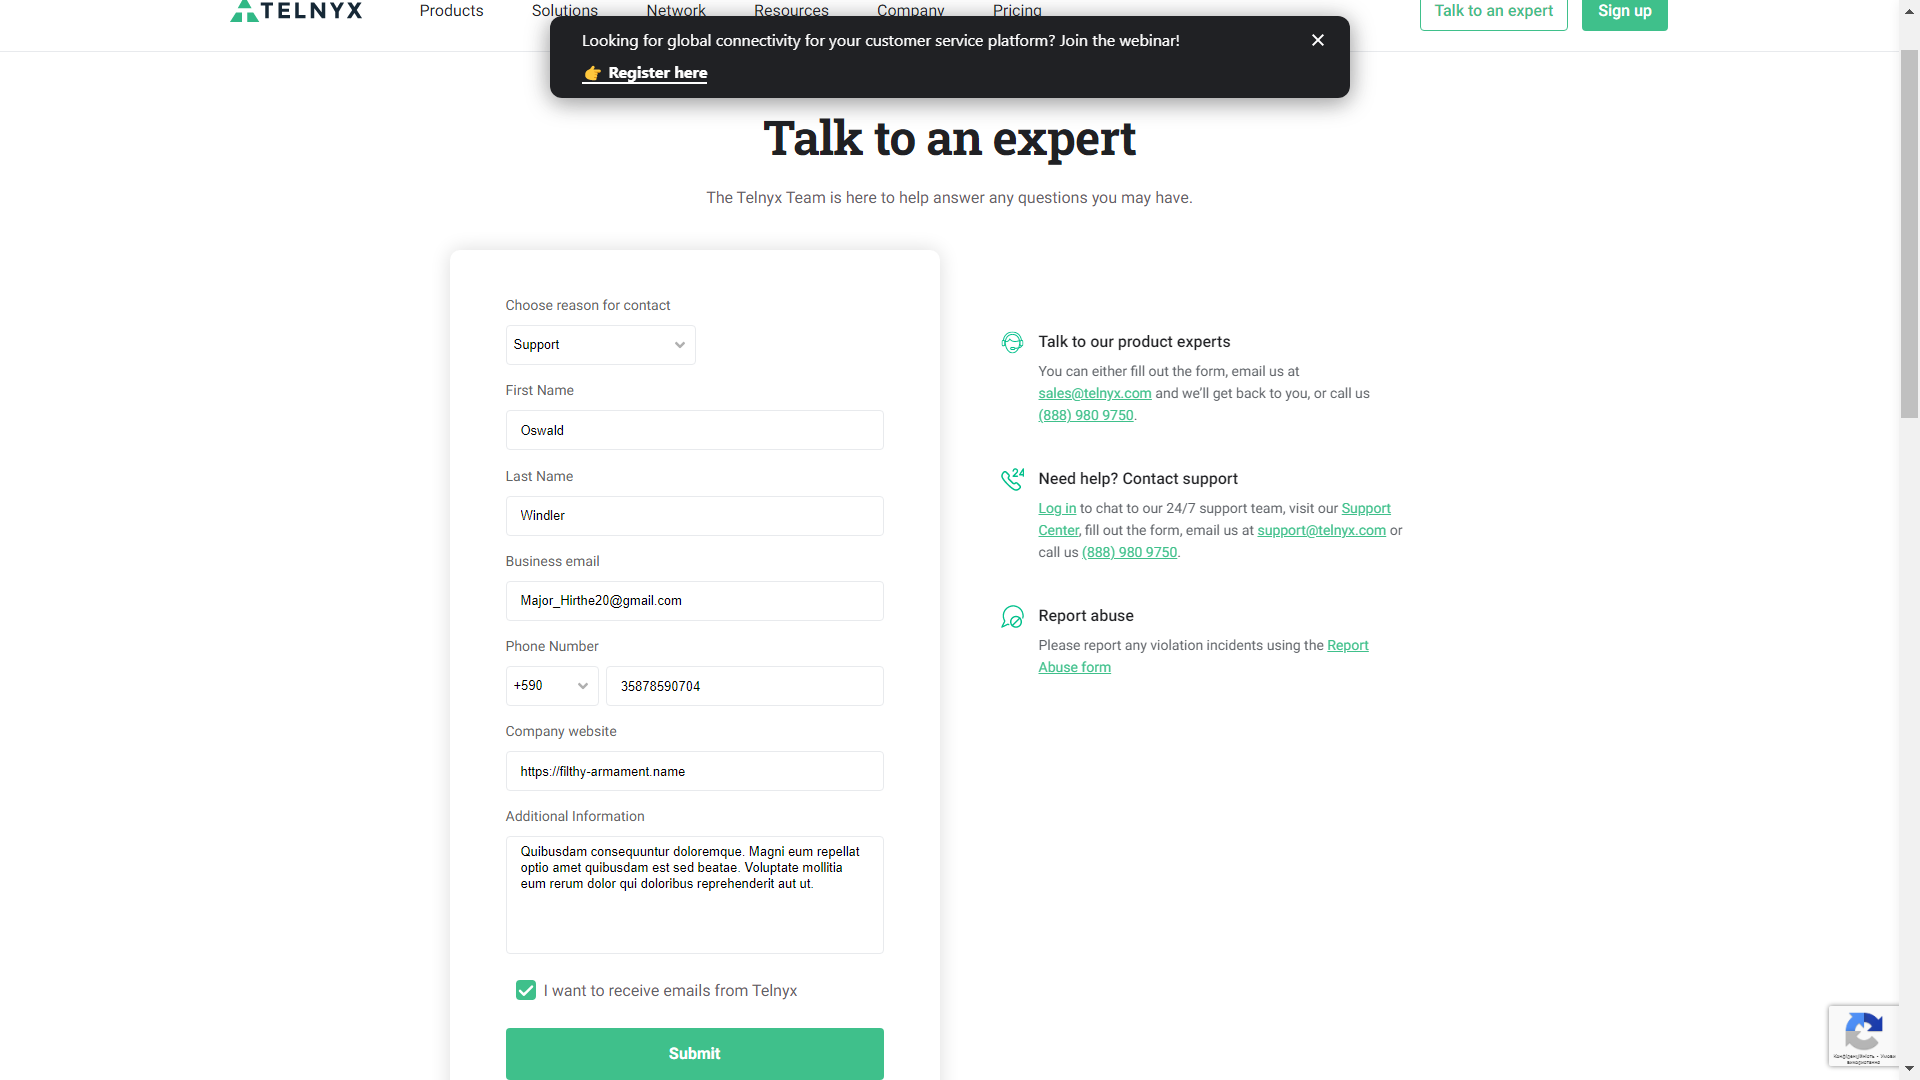 TELNYX
Products
Solutions
Network
Resources
Company
Pricing
Talk to an expert
Sign up
Looking for global connectivity for your customer service platform? Join the webinar!
👉 Register here
Talk to an expert
The Telnyx Team is here to help answer any questions you may have.
Choose reason for contact
Support
First Name
Oswald
Last Name
Windler
Business email
Major_Hirthe20@gmail.com
Phone Number
+590
35878590704
Company website
https://filthy-armament.name
Additional Information
Quibusdam consequuntur doloremque. Magni eum repellat
optio amet quibusdam est sed beatae. Voluptate mollitia
eum rerum dolor qui doloribus reprehenderit aut ut.
I want to receive emails from Telnyx
Submit
Talk to our product experts
You can either fill out the form, email us at
sales@telnyx.com and we'll get back to you, or call us
(888) 980 9750.
24
Need help? Contact support
Log in to chat to our 24/7 support team, visit our Support
Center, fill out the form, email us at support@telnyx.com or
call us (888) 980 9750.
Report abuse
Please report any violation incidents using the Report
Abuse form
Конфіденційність - Умови
використання